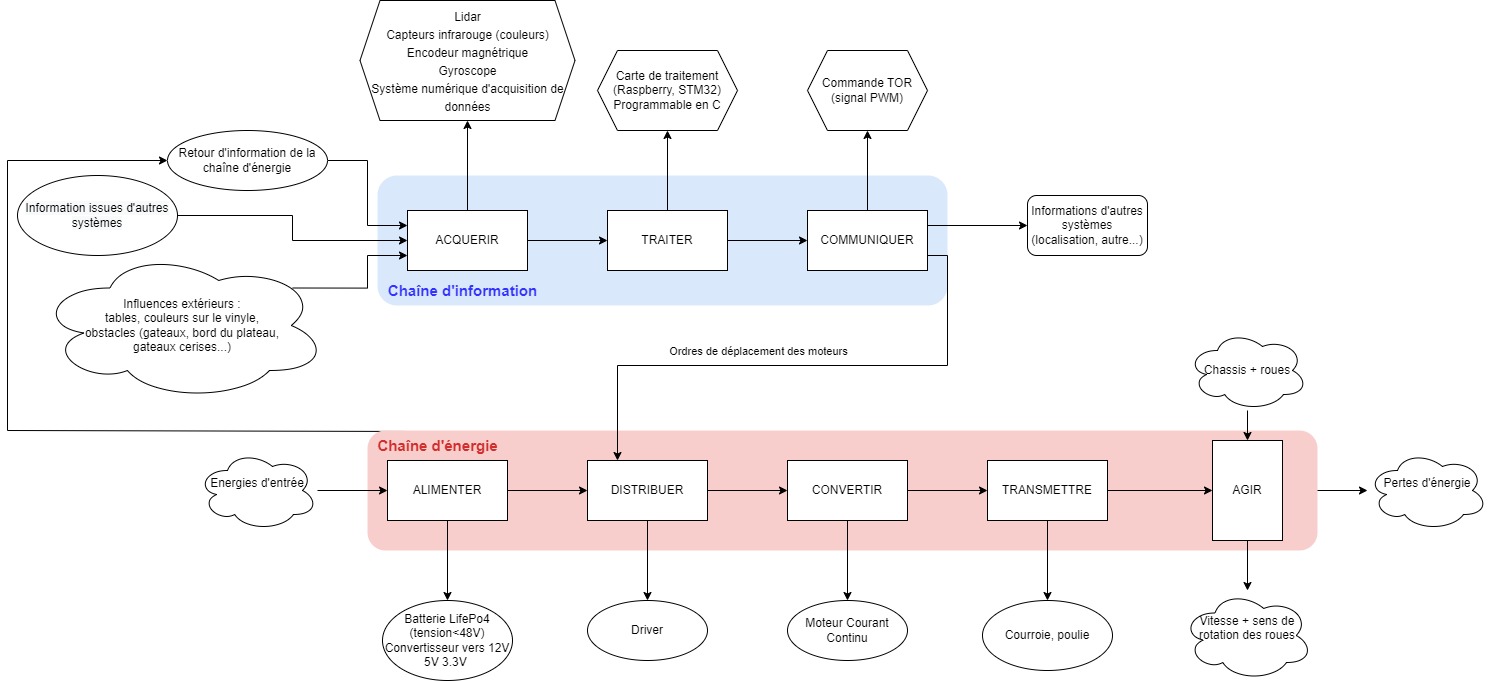 Lidar
Capteurs infrarouge (couleurs)
Encodeur magnétrique
Gyroscope
Système numérique d'acquisition de
données
Carte de traitement
(Raspberry, STM32)
Programmable en C
Commande TOR
(signal PWM)
Retour d'information de la
chaîne d'énergie
Information issues d'autres
systèmes
Influences extérieurs :
tables, couleurs sur le vinyle,
obstacles (gateaux, bord du plateau,
gateaux cerises...)
ACQUERIR
TRAITER
COMMUNIQUER
Chaîne d'information
Informations d'autres
systèmes
(localisation, autre...)
Ordres de déplacement des moteurs
Chassis + roues
Chaîne d'énergie
Energies d'entrée
ALIMENTER
DISTRIBUER
CONVERTIR
TRANSMETTRE
AGIR
Pertes d'énergie
Batterie LifePo4
(tension<48V)
Convertisseur vers 12V
5V 3.3V
Driver
Moteur Courant
Continu
Courroie, poulie
Vitesse + sens de
rotation des roues